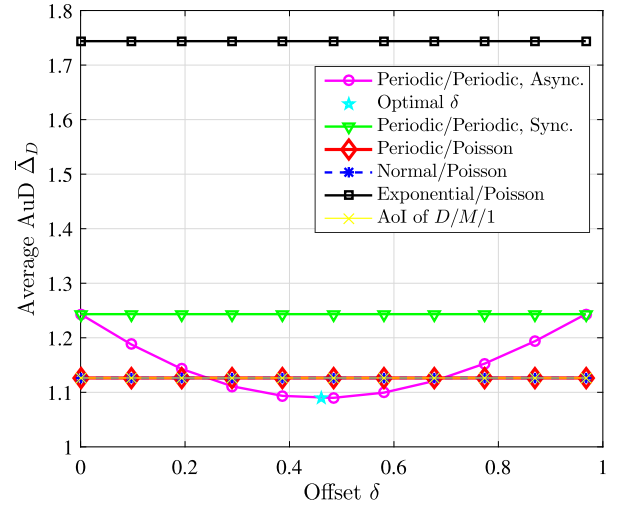 1.8
1.7
1.6
1.5
1.4
1.3
1.2
1.1
1
0
0.2
0.4
0.6
0.8
1
Average AuD Δ̄_D
Offset δ
Periodic/Periodic, Async.
Optimal δ
Periodic/Periodic, Sync.
Periodic/Poisson
Normal/Poisson
Exponential/Poisson
AoI of D/M/1